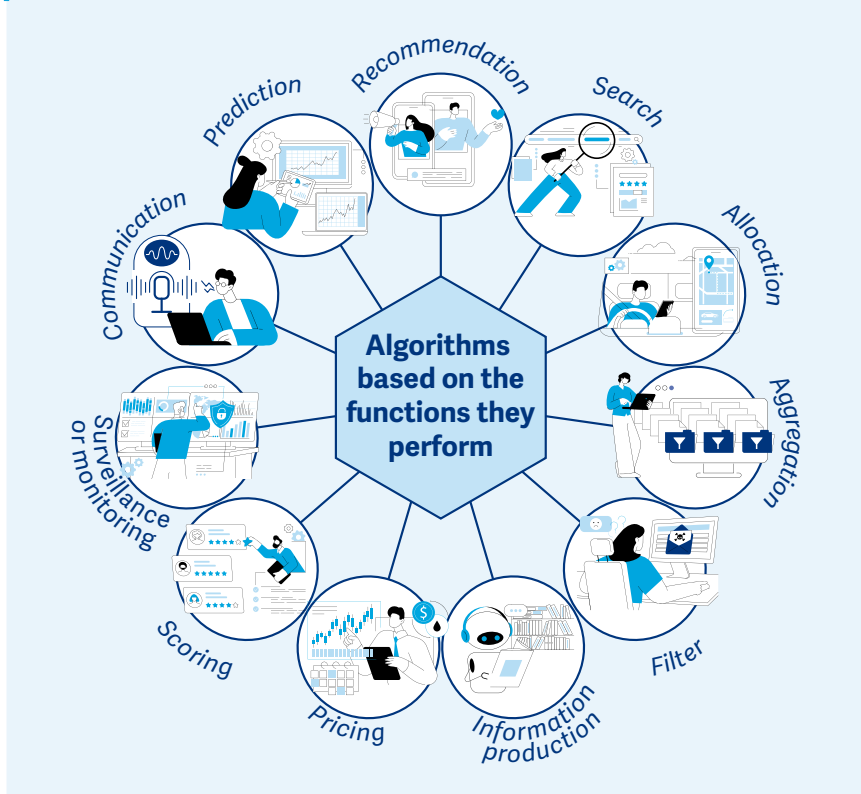 Recommendation
Search
Allocation
Aggregation
Filter
Information
production
Pricing
Scoring
Surveillance
or monitoring
Communication
Prediction
Algorithms
based on the
functions they
perform
$